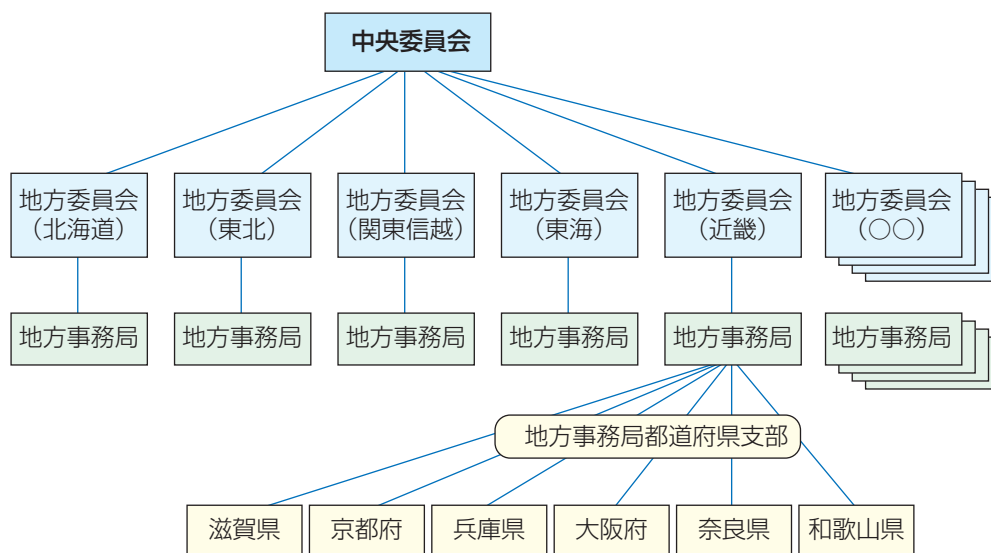 中央委員会
地方委員会
（北海道）
地方委員会
（東北）
地方委員会
（関東信越）
地方委員会
（東海）
地方委員会
（近畿）
地方委員会
（○○）
地方事務局
地方事務局
地方事務局
地方事務局
地方事務局
地方事務局
地方事務局都道府県支部
滋賀県
京都府
兵庫県
大阪府
奈良県
和歌山県